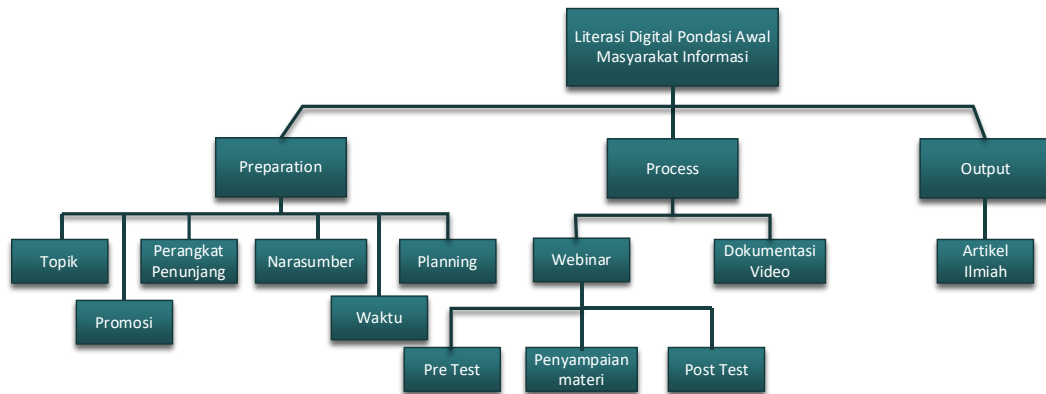 Literasi Digital Pondasi Awal
Masyarakat Informasi
Preparation
Process
Output
Topik
Perangkat
Penunjang
Narasumber
Planning
Webinar
Dokumentasi
Video
Artikel
Ilmiah
Promosi
Waktu
Pre Test
Penyampaian
materi
Post Test